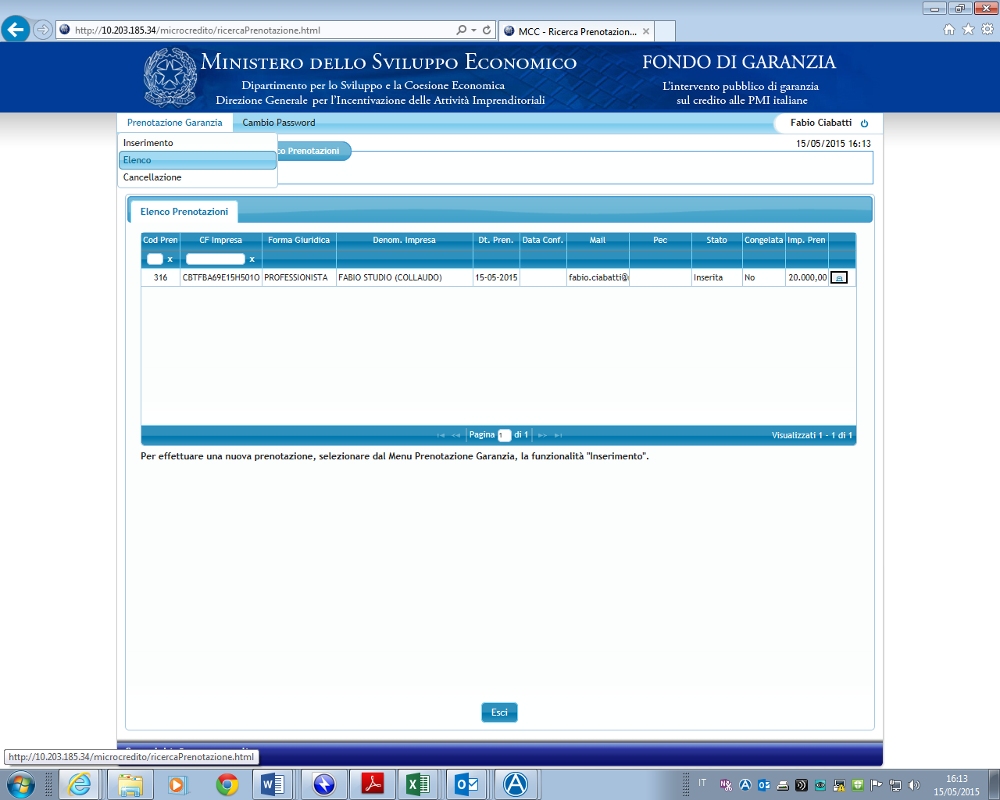 http://10.203.185.34/microcredito/ricercaPrenotazione.html
MCC - Ricerca Prenotazion...
MINISTERO DELLO SVILUPPO ECONOMICO
Dipartimento per lo Sviluppo e la Coesione Economica
Direzione Generale per l'Incentivazione delle Attività Imprenditoriali
FONDO DI GARANZIA
L'intervento pubblico di garanzia
sul credito alle PMI italiane
Prenotazione Garanzia Cambio Password Fabio Ciabatti
Inserimento
Elenco
Cancellazione
Prenotazioni
15/05/2015 16:13
Elenco Prenotazioni
Cod Pren CF Impresa Forma Giuridica Denom. Impresa Dt. Pren. Data Conf. Mail Pec Stato Congelata Imp. Pren
x x
316 CBTFBA69E15H501O PROFESSIONISTA FABIO STUDIO (COLLAUDO) 15-05-2015 fabio.ciabatti@ Inserita No 20.000,00
Pagina 1 di 1 Visualizzati 1 - 1 di 1
Per effettuare una nuova prenotazione, selezionare dal Menu Prenotazione Garanzia, la funzionalità "Inserimento".
Esci
http://10.203.185.34/microcredito/ricercaPrenotazione.html
IT
16:13
15/05/2015